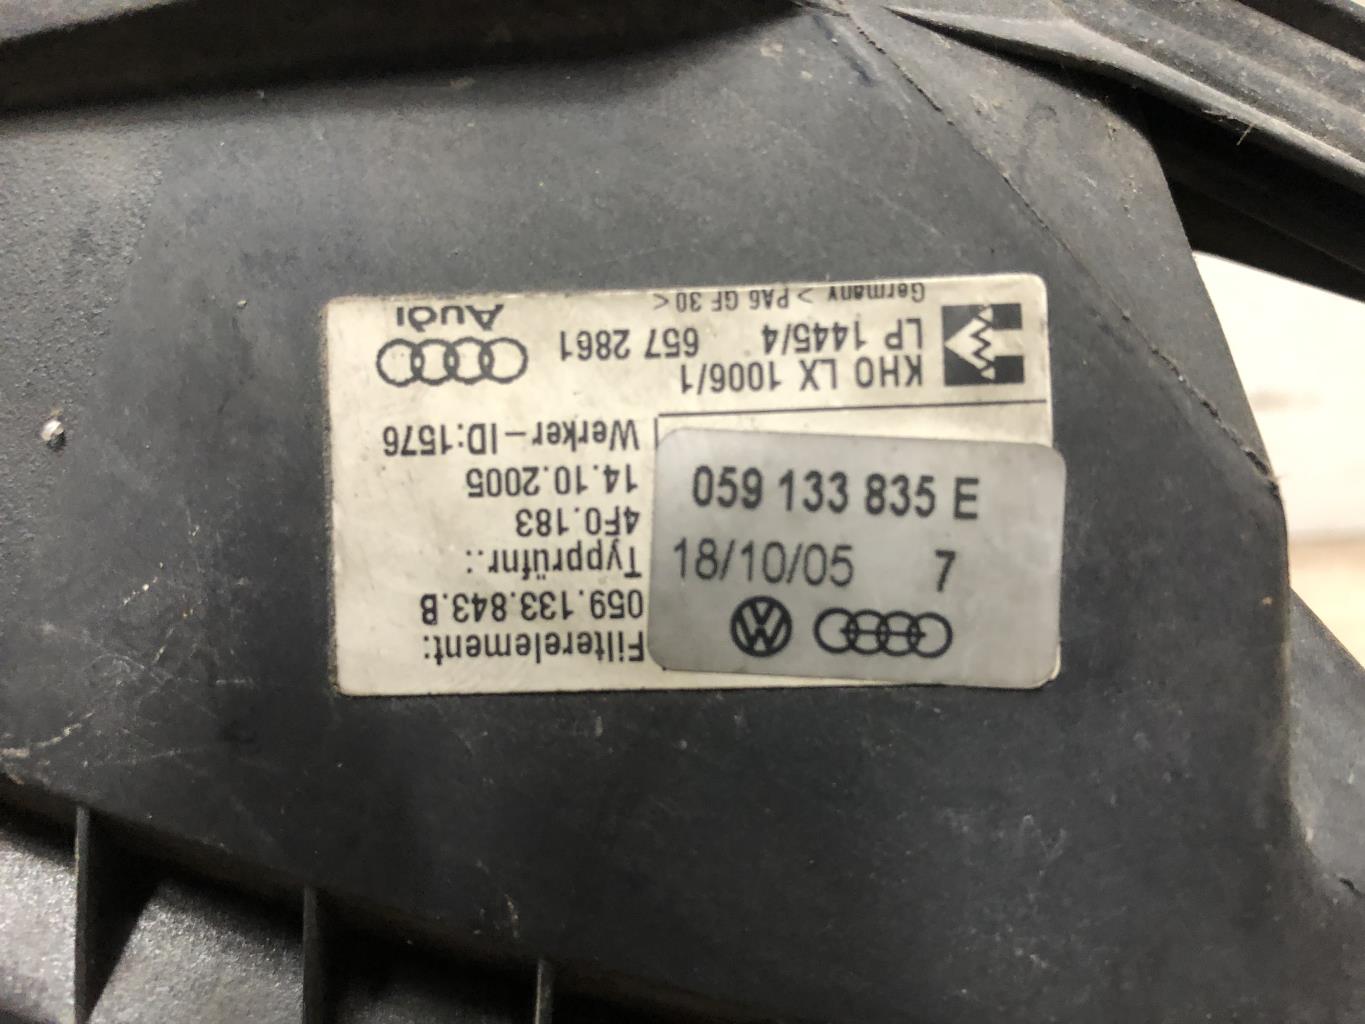 059 133 835 E
18/10/05 7
KHO LX 1006/1
LP 1445/4 657 2861
Germany > PA6 GF 30 <
Audi
Filterelement:
059.133.843.B
Typprüfnr.:
4F0.183
14.10.2005
Werker-ID:1576